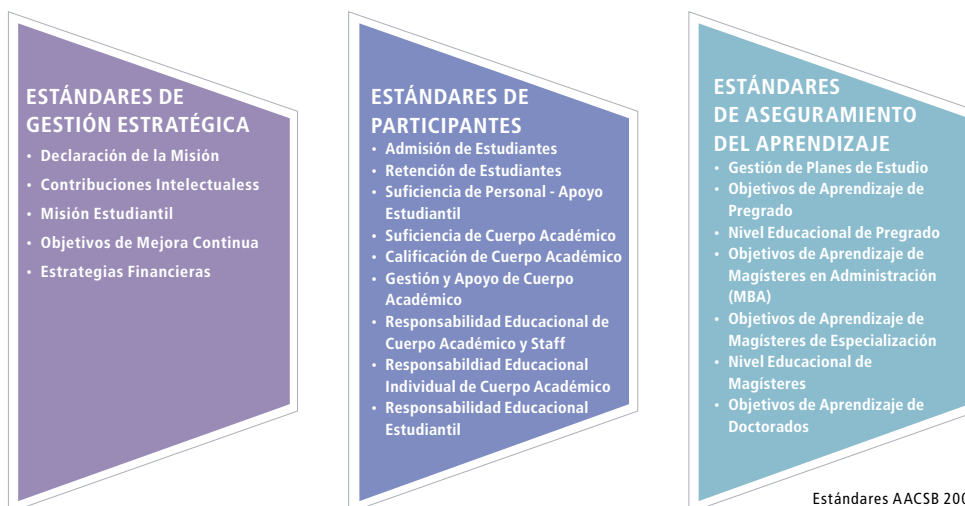 ESTÁNDARES DE
GESTIÓN ESTRATÉGICA
• Declaración de la Misión
• Contribuciones Intelectualess
• Misión Estudiantil
• Objetivos de Mejora Continua
• Estrategias Financieras
ESTÁNDARES DE
PARTICIPANTES
• Admisión de Estudiantes
• Retención de Estudiantes
• Suficiencia de Personal - Apoyo
Estudiantil
• Suficiencia de Cuerpo Académico
• Calificación de Cuerpo Académico
• Gestión y Apoyo de Cuerpo
Académico
• Responsabilidad Educacional de
Cuerpo Académico y Staff
• Responsabildiad Educacional
Individual de Cuerpo Académico
• Responsabilidad Educacional
Estudiantil
ESTÁNDARES
DE ASEGURAMIENTO
DEL APRENDIZAJE
• Gestión de Planes de Estudio
• Objetivos de Aprendizaje de
Pregrado
• Nivel Educacional de Pregrado
• Objetivos de Aprendizaje de
Magísteres en Administración
(MBA)
• Objetivos de Aprendizaje de
Magísteres de Especialización
• Nivel Educacional de
Magísteres
• Objetivos de Aprendizaje de
Doctorados
Estándares AACSB